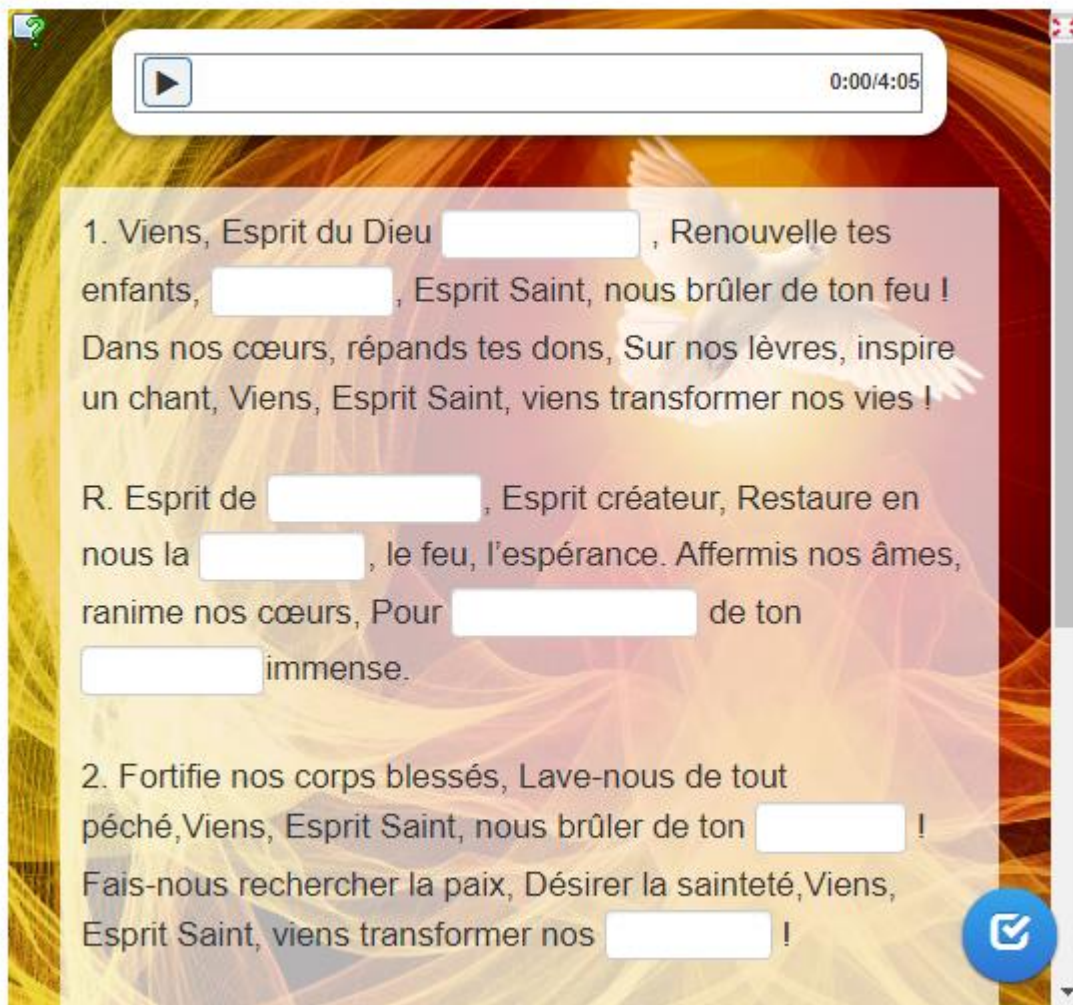 0:00/4:05
1. Viens, Esprit du Dieu , Renouvelle tes
enfants, , Esprit Saint, nous brûler de ton feu !
Dans nos cœurs, répands tes dons, Sur nos lèvres, inspire
un chant, Viens, Esprit Saint, viens transformer nos vies !
R. Esprit de , Esprit créateur, Restaure en
nous la , le feu, l’espérance. Affermis nos âmes,
ranime nos cœurs, Pour de ton
immense.
2. Fortifie nos corps blessés, Lave-nous de tout
péché,Viens, Esprit Saint, nous brûler de ton !
Fais-nous rechercher la paix, Désirer la sainteté,Viens,
Esprit Saint, viens transformer nos !